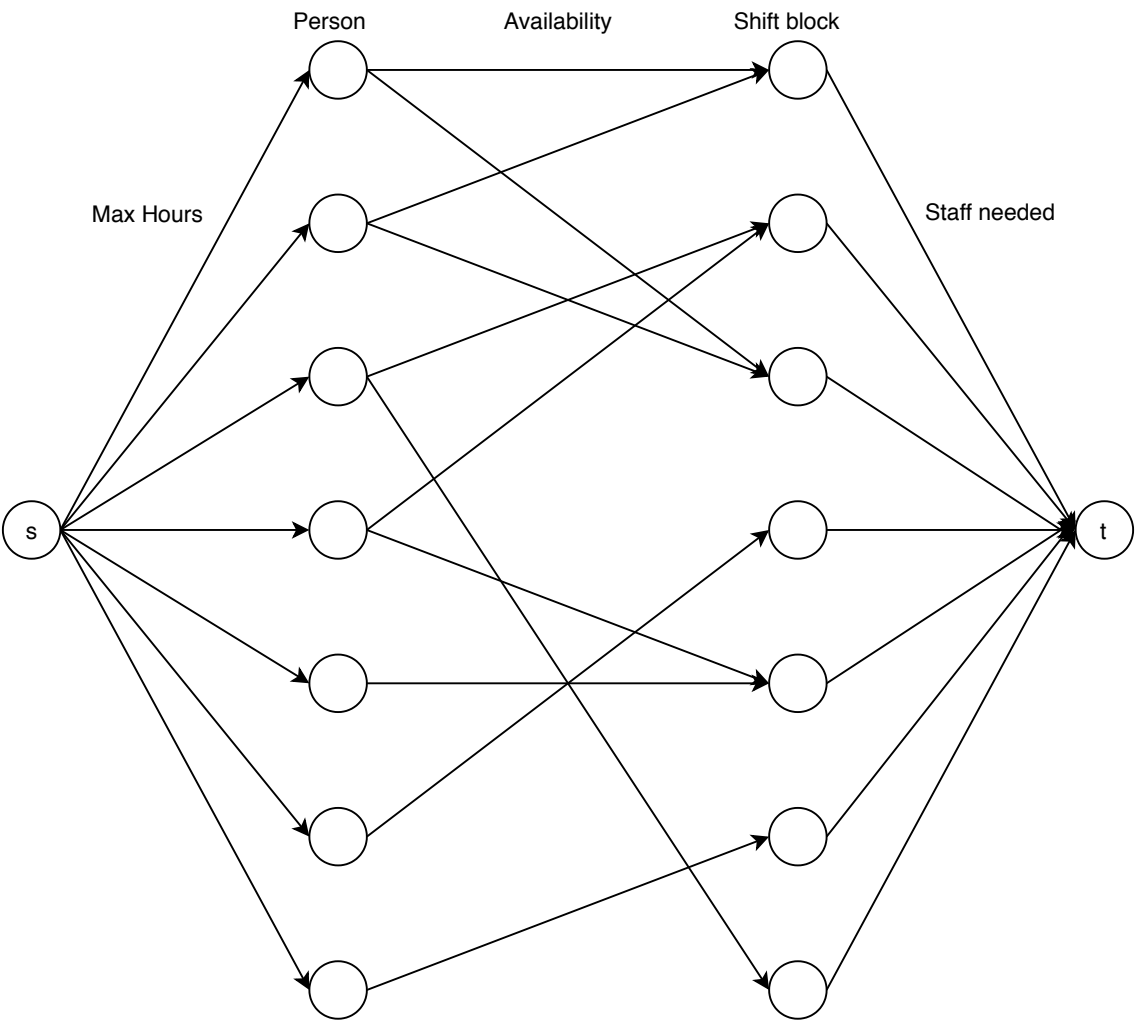 Person
Availability
Shift block
Max Hours
Staff needed
s
t